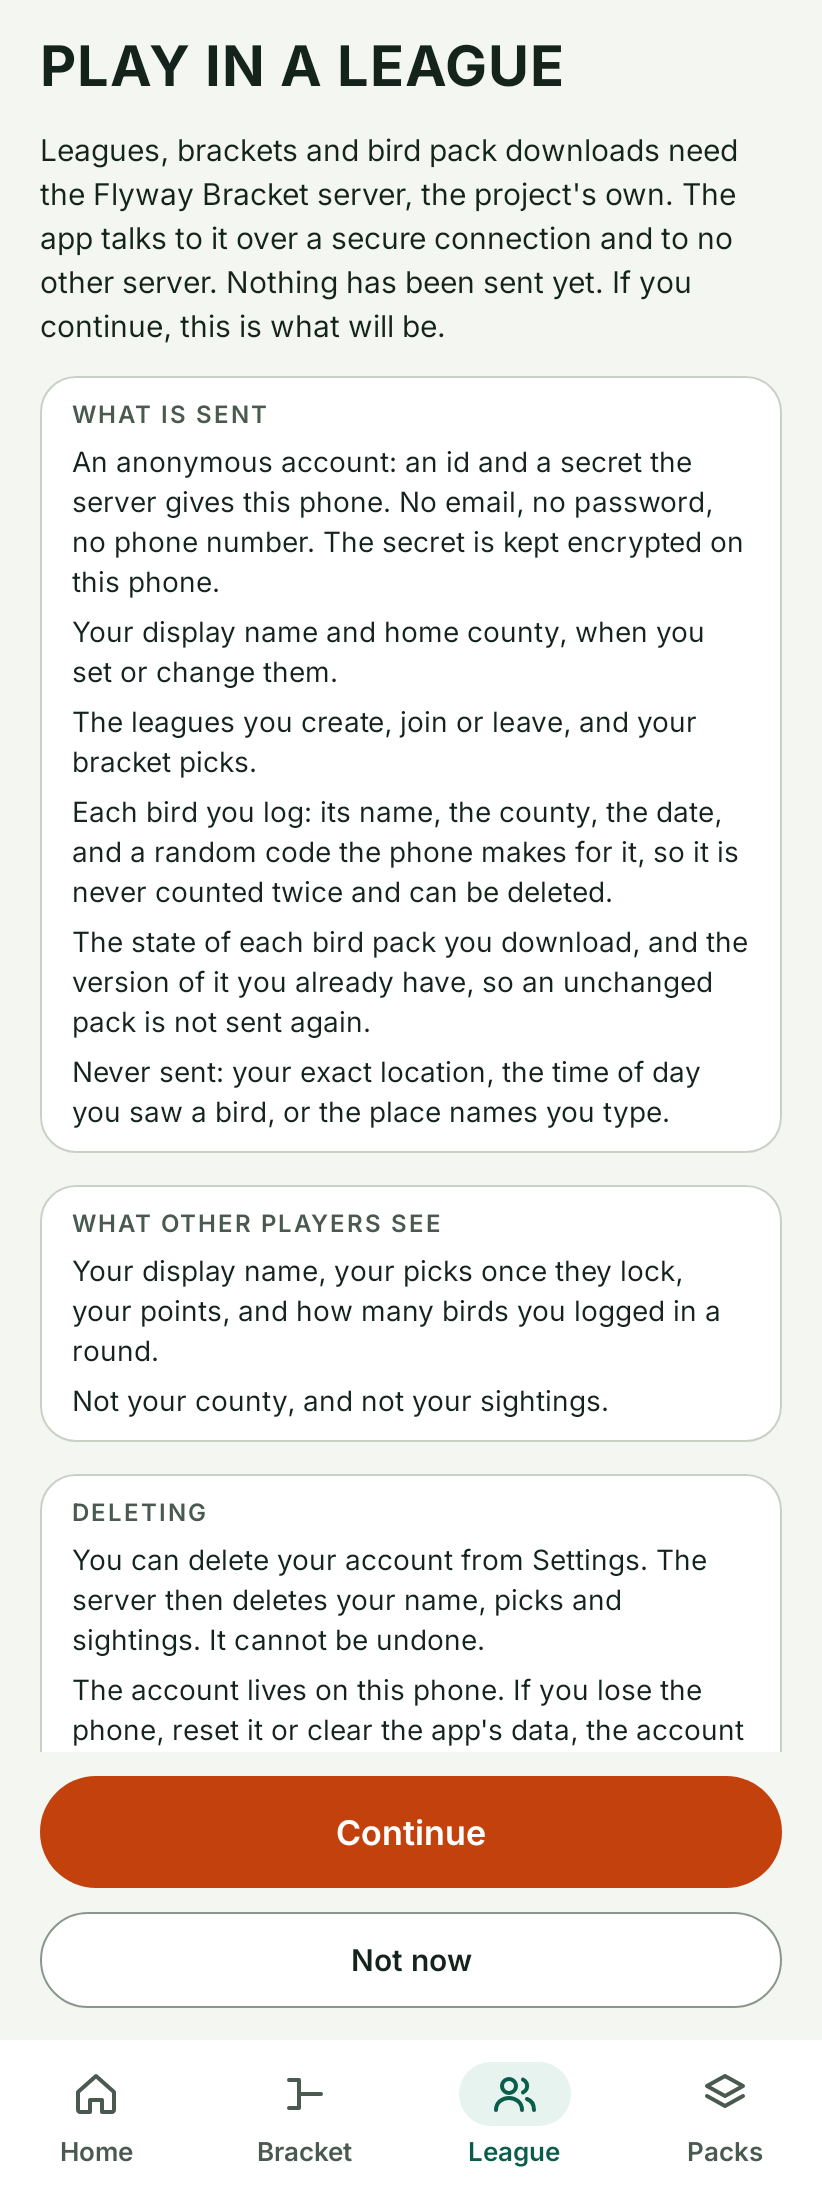 PLAY IN A LEAGUE
Leagues, brackets and bird pack downloads need
the Flyway Bracket server, the project's own. The
app talks to it over a secure connection and to no
other server. Nothing has been sent yet. If you
continue, this is what will be.
WHAT IS SENT
An anonymous account: an id and a secret the
server gives this phone. No email, no password,
no phone number. The secret is kept encrypted on
this phone.
Your display name and home county, when you
set or change them.
The leagues you create, join or leave, and your
bracket picks.
Each bird you log: its name, the county, the date,
and a random code the phone makes for it, so it is
never counted twice and can be deleted.
The state of each bird pack you download, and the
version of it you already have, so an unchanged
pack is not sent again.
Never sent: your exact location, the time of day
you saw a bird, or the place names you type.
WHAT OTHER PLAYERS SEE
Your display name, your picks once they lock,
your points, and how many birds you logged in a
round.
Not your county, and not your sightings.
DELETING
You can delete your account from Settings. The
server then deletes your name, picks and
sightings. It cannot be undone.
The account lives on this phone. If you lose the
phone, reset it or clear the app's data, the account
Continue
Not now
Home
Bracket
League
Packs